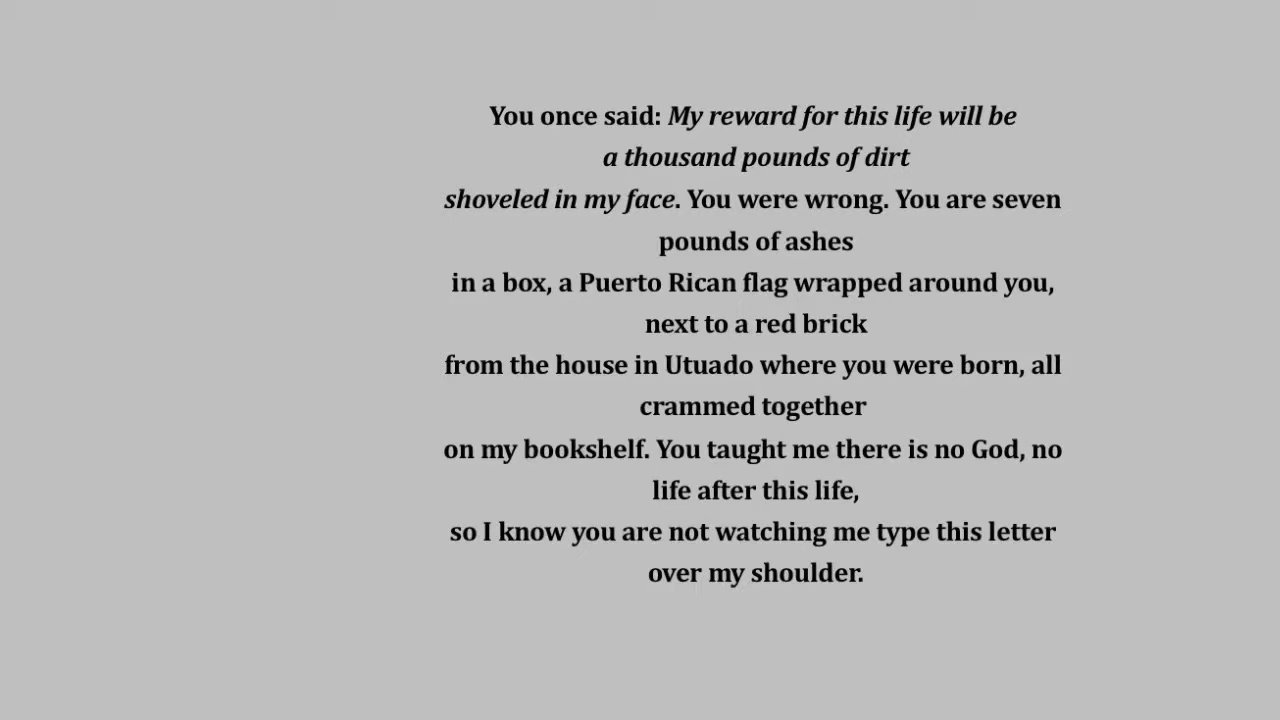 You once said: My reward for this life will be
a thousand pounds of dirt
shoveled in my face. You were wrong. You are seven
pounds of ashes
in a box, a Puerto Rican flag wrapped around you,
next to a red brick
from the house in Utuado where you were born, all
crammed together
on my bookshelf. You taught me there is no God, no
life after this life,
so I know you are not watching me type this letter
over my shoulder.